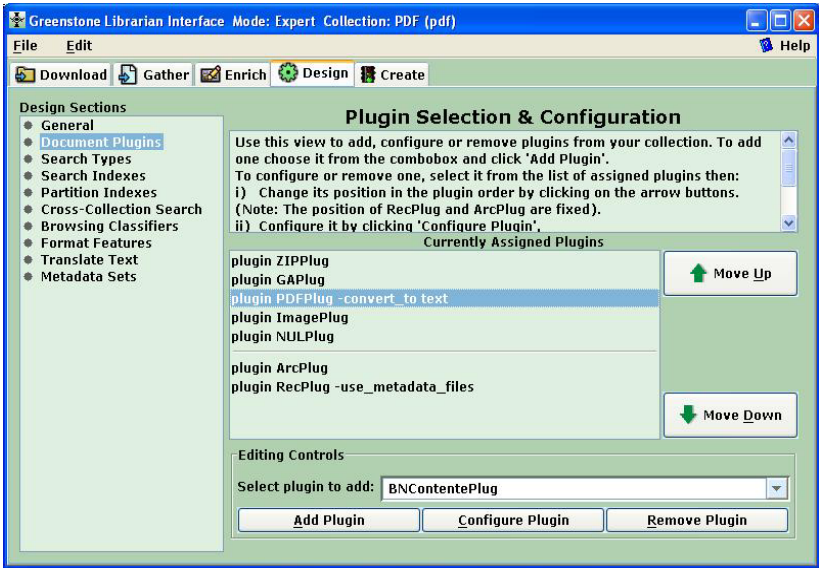 Greenstone Librarian Interface Mode: Expert Collection: PDF (pdf)
File Edit Help
Download Gather Enrich Design Create
Design Sections
General
Document Plugins
Search Types
Search Indexes
Partition Indexes
Cross-Collection Search
Browsing Classifiers
Format Features
Translate Text
Metadata Sets
Plugin Selection & Configuration
Use this view to add, configure or remove plugins from your collection. To add
one choose it from the combobox and click 'Add Plugin'.
To configure or remove one, select it from the list of assigned plugins then:
i) Change its position in the plugin order by clicking on the arrow buttons.
(Note: The position of RecPlug and ArcPlug are fixed).
ii) Configure it by clicking 'Configure Plugin',
Currently Assigned Plugins
plugin ZIPPlug
plugin GAPlug
plugin PDFPlug -convert_to text
plugin ImagePlug
plugin NULPlug
plugin ArcPlug
plugin RecPlug -use_metadata_files
Move Up
Move Down
Editing Controls
Select plugin to add: BNContentePlug
Add Plugin Configure Plugin Remove Plugin